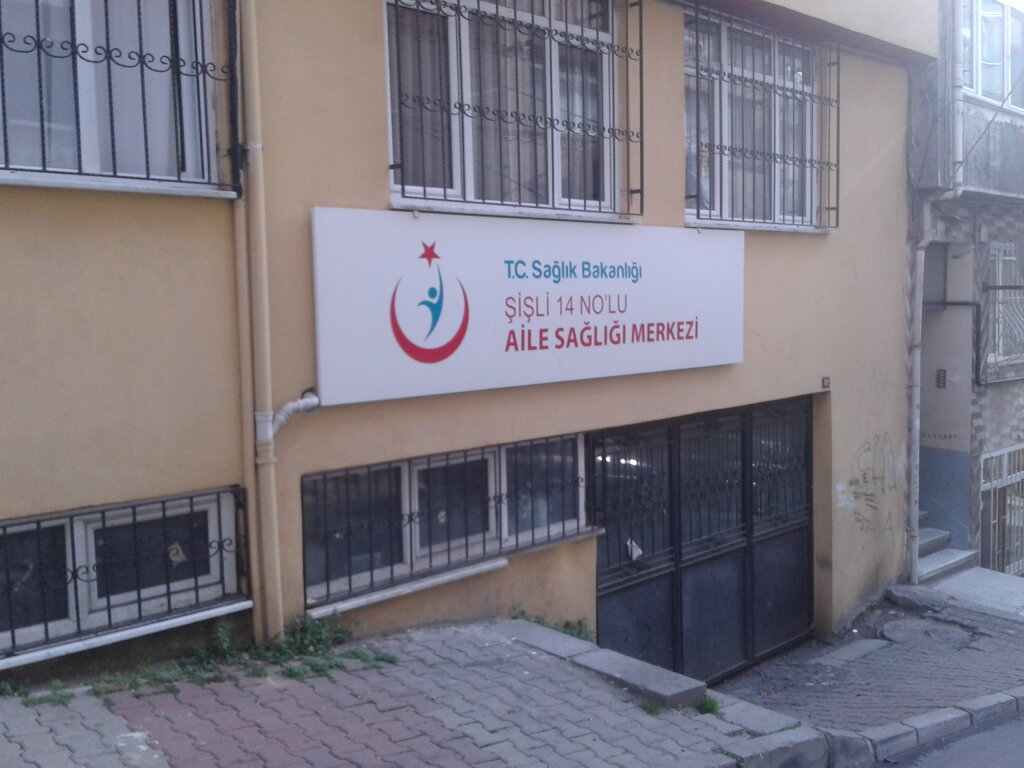 T.C. Sağlık Bakanlığı
ŞİŞLİ 14 NO'LU
AİLE SAĞLIĞI MERKEZİ